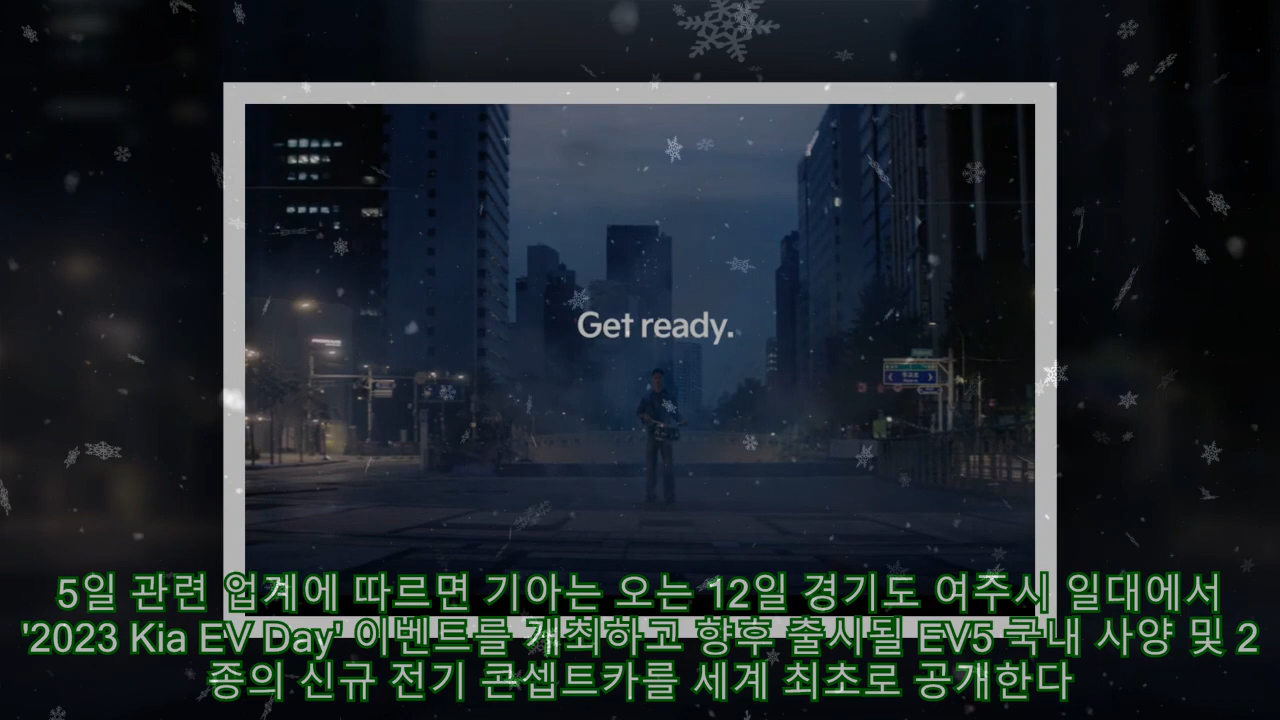 Get ready.
5일 관련 업계에 따르면 기아는 오는 12일 경기도 여주시 일대에서
'2023 Kia EV Day' 이벤트를 개최하고 향후 출시될 EV5 국내 사양 및 2
종의 신규 전기 콘셉트카를 세계 최초로 공개한다